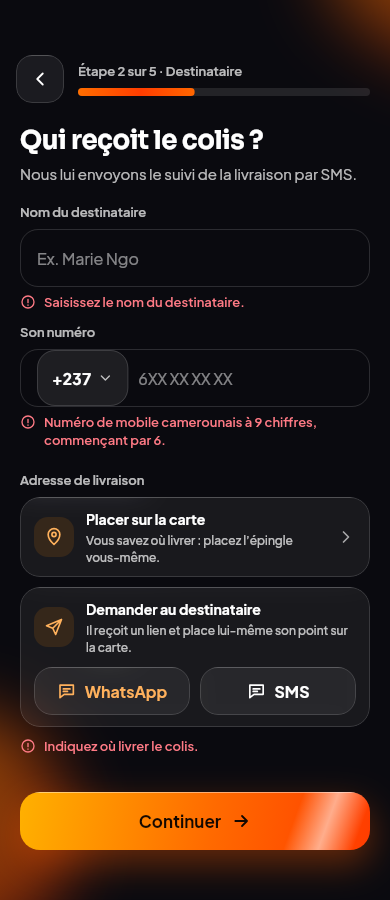 Étape 2 sur 5 · Destinataire
Qui reçoit le colis ?
Nous lui envoyons le suivi de la livraison par SMS.
Nom du destinataire
Ex. Marie Ngo
Saisissez le nom du destinataire.
Son numéro
+237
6XX XX XX XX
Numéro de mobile camerounais à 9 chiffres,
commençant par 6.
Adresse de livraison
Placer sur la carte
Vous savez où livrer : placez l'épingle
vous-même.
Demander au destinataire
Il reçoit un lien et place lui-même son point sur
la carte.
WhatsApp
SMS
Indiquez où livrer le colis.
Continuer